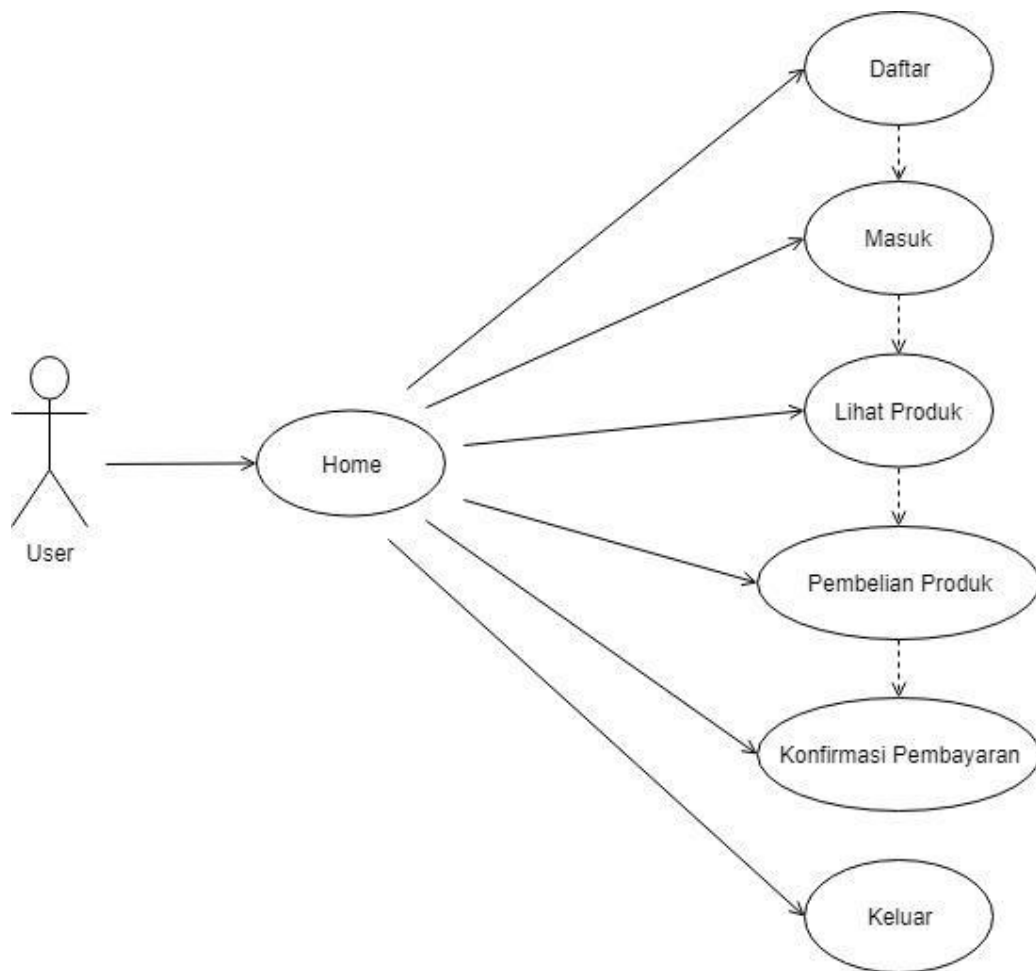 Daftar
Masuk
Lihat Produk
Home
User
Pembelian Produk
Konfirmasi Pembayaran
Keluar